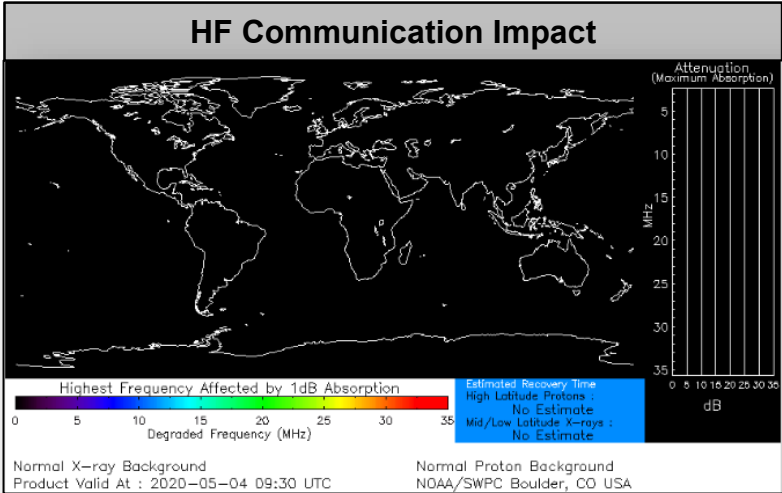 HF Communication Impact
Attenuation
(Maximum Absorption)
5
10
15
20
25
30
35
MHz
0 5 10 15 20 25 30 35
dB
Highest Frequency Affected by 1dB Absorption
0 5 10 15 20 25 30 35
Degraded Frequency (MHz)
Estimated Recovery Time
High Latitude Protons :
No Estimate
Mid/Low Latitude X-rays :
No Estimate
Normal X-ray Background
Product Valid At : 2020-05-04 09:30 UTC
Normal Proton Background
NOAA/SWPC Boulder, CO USA